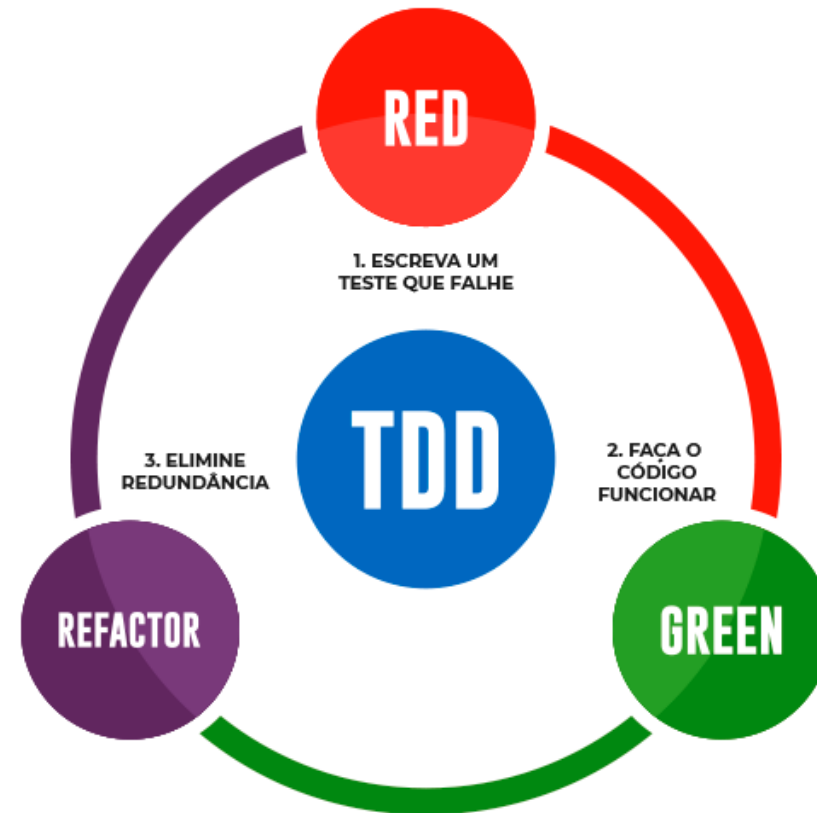 RED
1. ESCREVA UM
TESTE QUE FALHE
TDD
3. ELIMINE
REDUNDÂNCIA
2. FAÇA O
CÓDIGO
FUNCIONAR
REFACTOR
GREEN